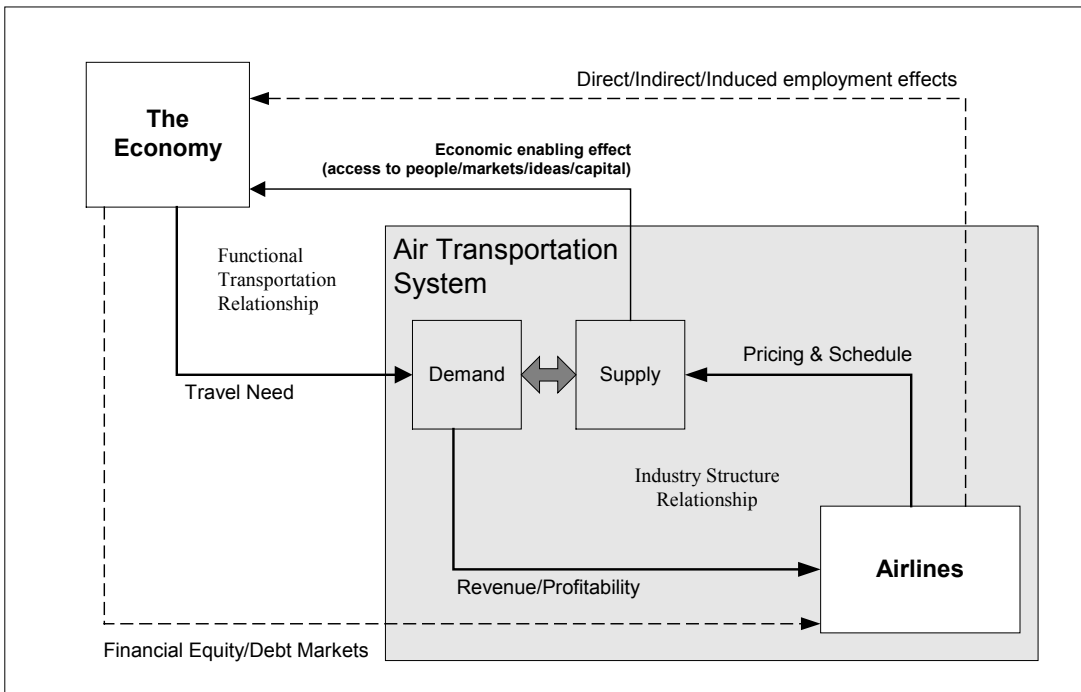 Direct/Indirect/Induced employment effects
The
Economy
Economic enabling effect
(access to people/markets/ideas/capital)
Functional
Transportation
Relationship
Air Transportation
System
Demand
Supply
Pricing & Schedule
Travel Need
Industry Structure
Relationship
Airlines
Revenue/Profitability
Financial Equity/Debt Markets